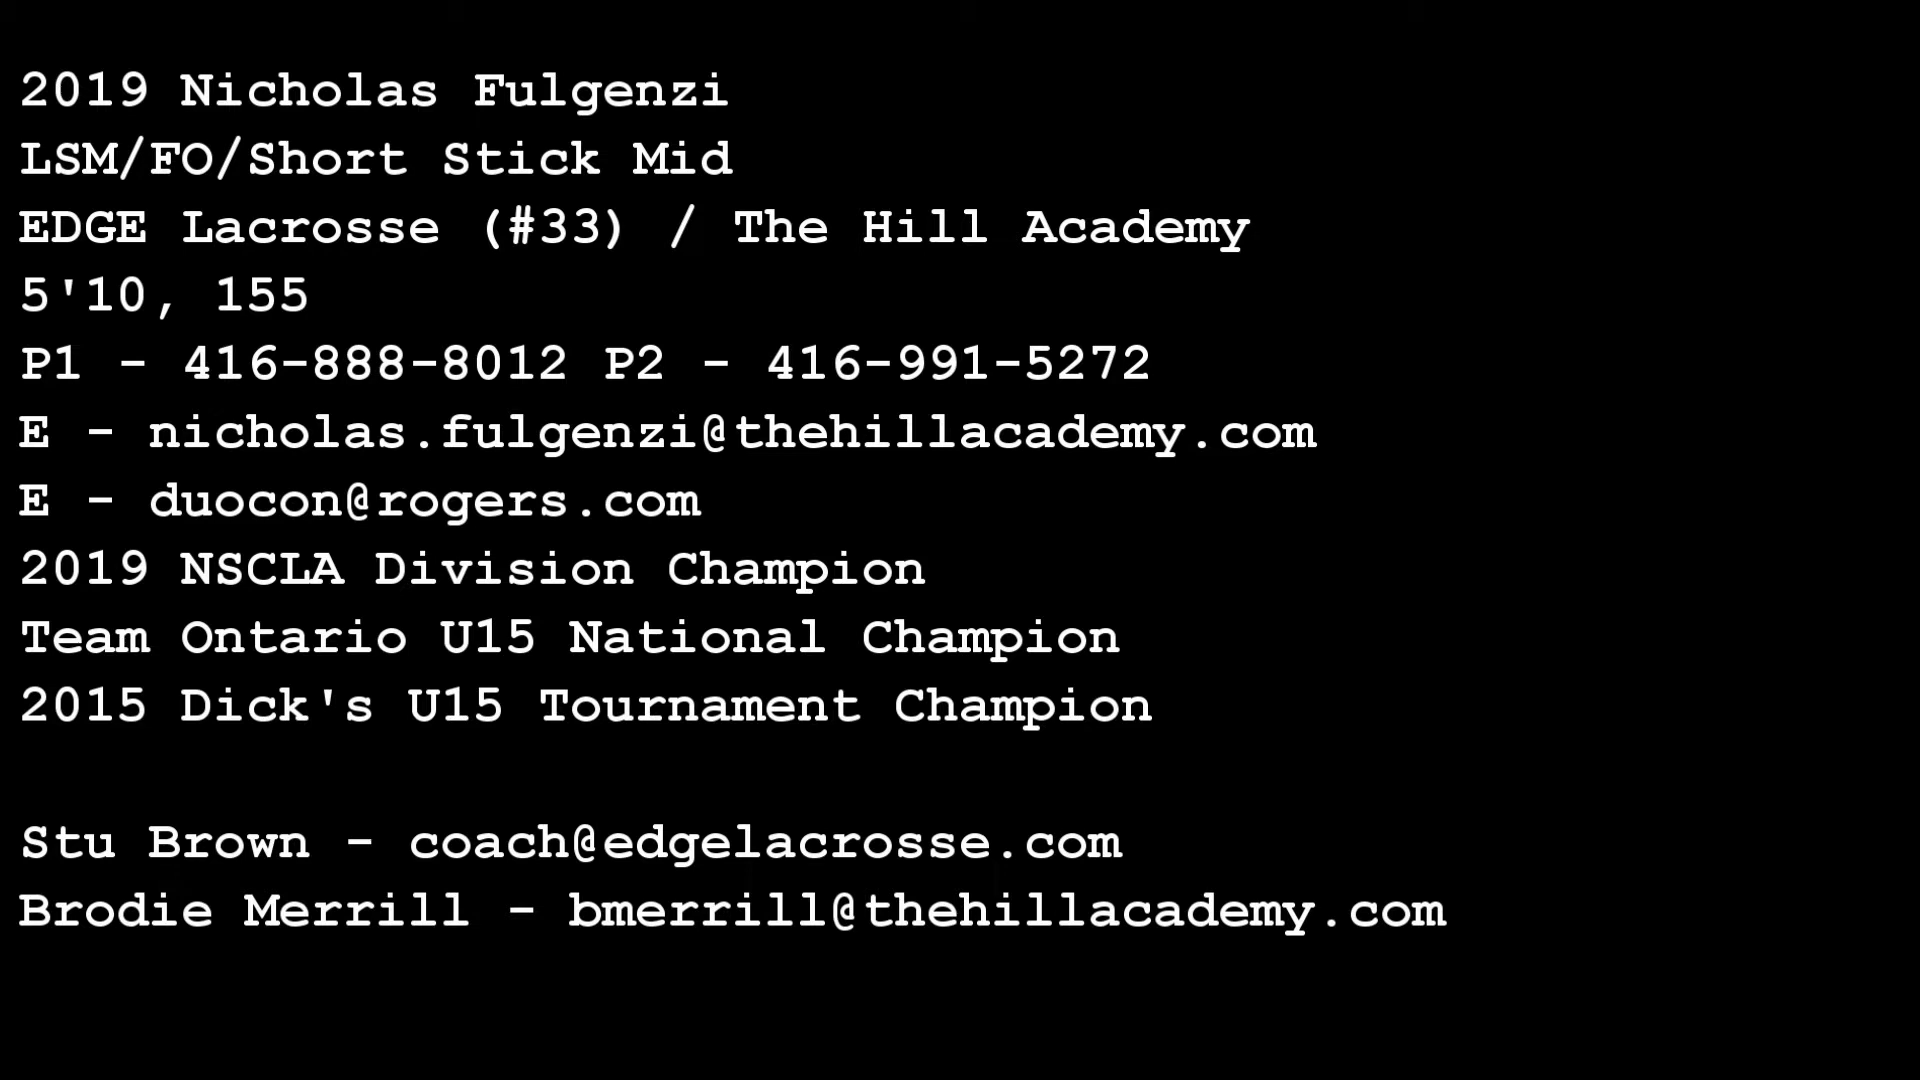 2019 Nicholas Fulgenzi
LSM/FO/Short Stick Mid
EDGE Lacrosse (#33) / The Hill Academy
5'10, 155
P1 - 416-888-8012 P2 - 416-991-5272
E - nicholas.fulgenzi@thehillacademy.com
E - duocon@rogers.com
2019 NSCLA Division Champion
Team Ontario U15 National Champion
2015 Dick's U15 Tournament Champion
Stu Brown - coach@edgelacrosse.com
Brodie Merrill - bmerrill@thehillacademy.com